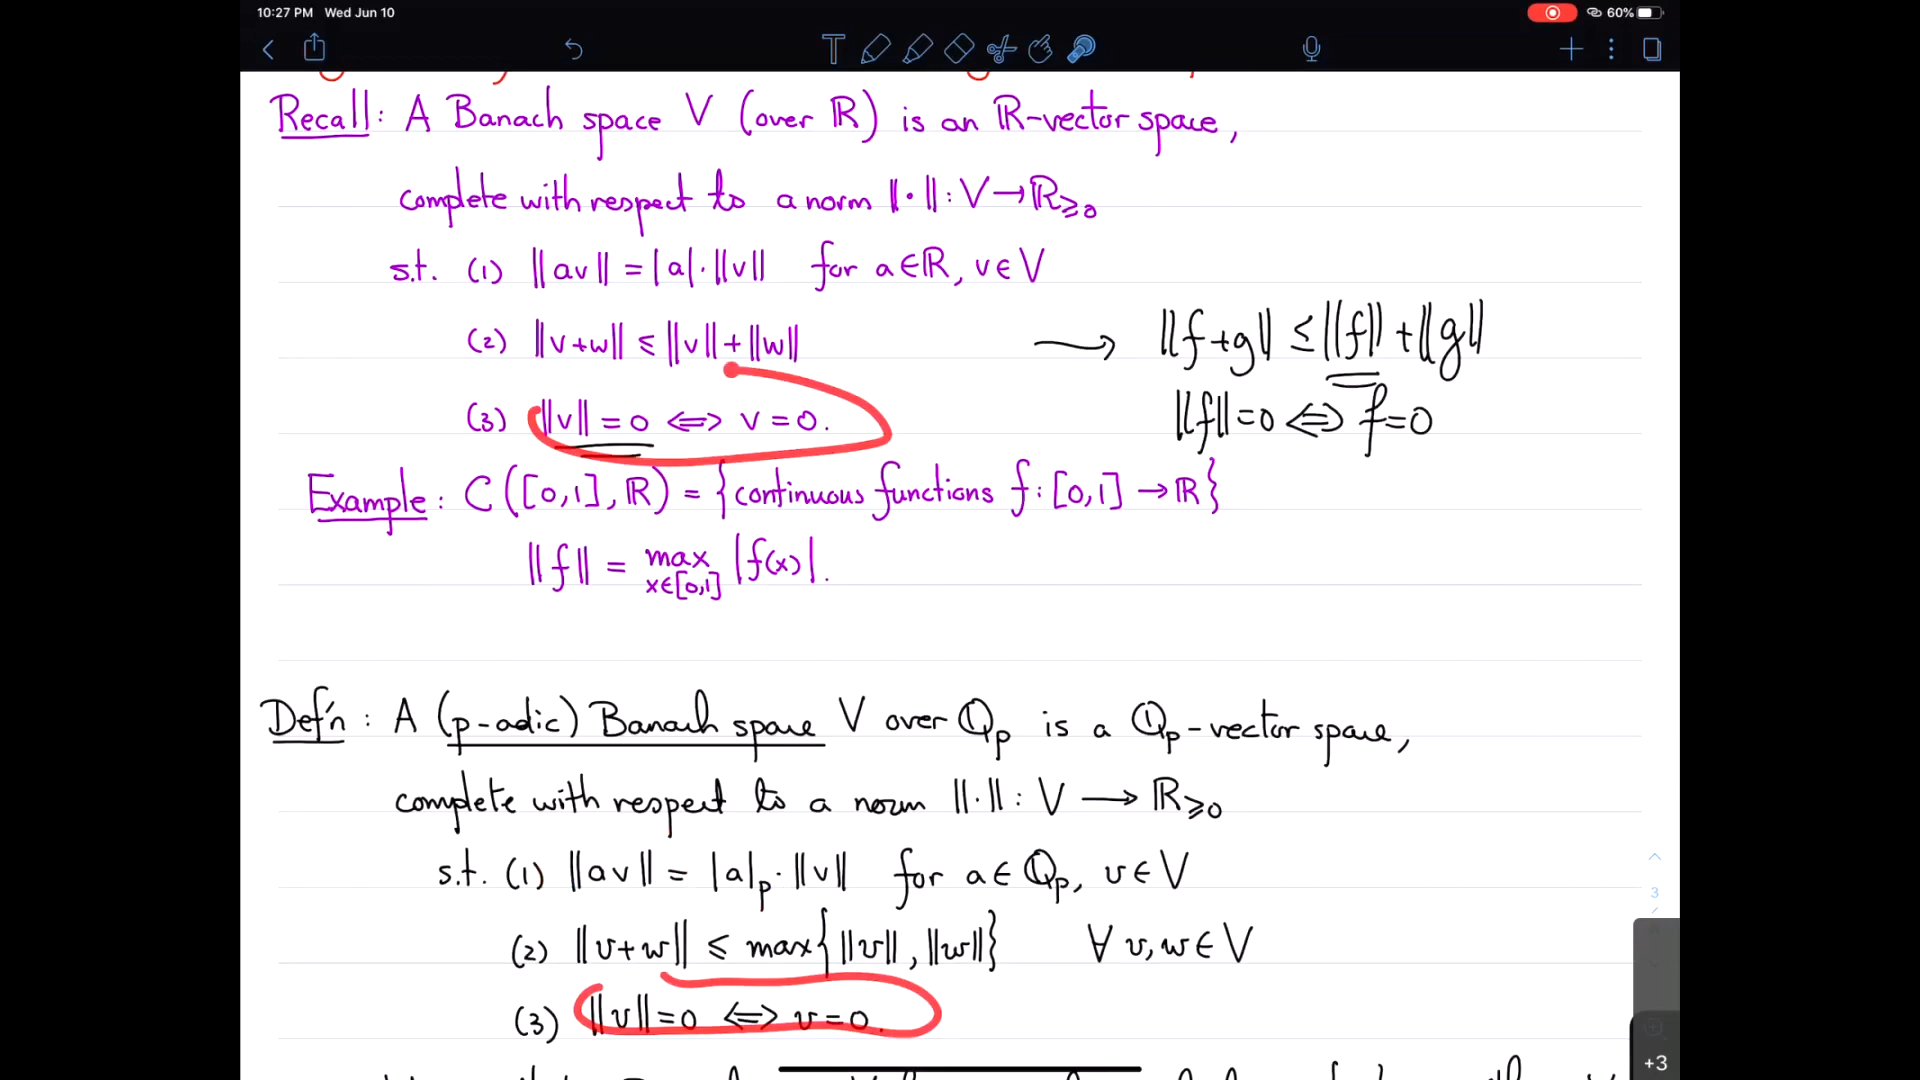 10:27 PM Wed Jun 10
60%
Recall: A Banach space V (over ℝ) is an ℝ-vector space,
complete with respect to a norm ||·||: V → ℝ≥0
s.t. (1) ||av|| = |a|·||v|| for a∈ℝ, v∈V
(2) ||v+w|| ≤ ||v|| + ||w|| → ||f+g|| ≤ ||f|| + ||g||
(3) ||v|| = 0 ⟺ v = 0. ||f|| = 0 ⟺ f = 0
Example: C([0,1], ℝ) = {continuous functions f: [0,1] → ℝ}
||f|| = max |f(x)|.
x∈[0,1]
Def'n: A (p-adic) Banach space V over ℚp is a ℚp-vector space,
complete with respect to a norm ||·||: V → ℝ≥0
s.t. (1) ||av|| = |a|p·||v|| for a∈ ℚp, v∈V
(2) ||v+w|| ≤ max{||v||, ||w||} ∀ v,w ∈ V
(3) ||v|| = 0 ⟺ v = 0.
3
+3